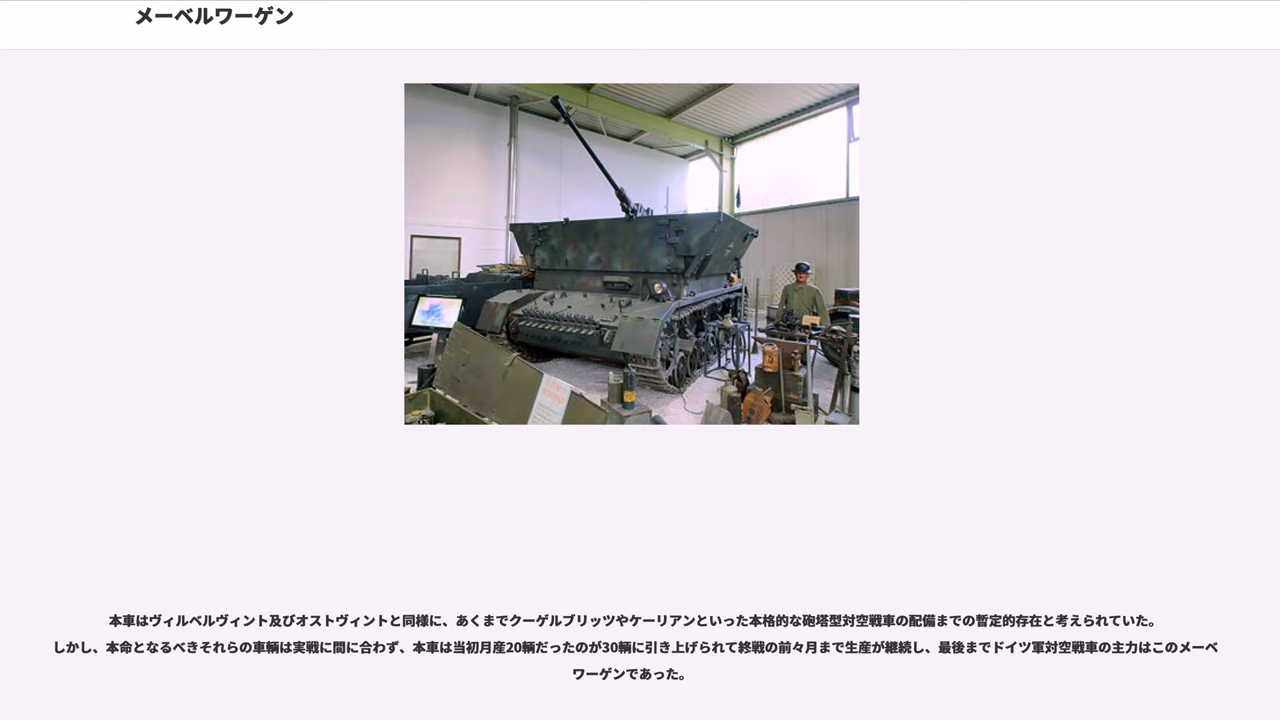 メーベルワーゲン
本車はヴィルベルヴィント及びオストヴィントと同様に、あくまでクーゲルブリッツやケーリアンといった本格的な砲塔型対空戦車の配備までの暫定的存在と考えられていた。
しかし、本命となるべきそれらの車輌は実戦に間に合わず、本車は当初月産20輌だったのが30輌に引き上げられて終戦の前々月まで生産が継続し、最後までドイツ軍対空戦車の主力はこのメーベ
ワーゲンであった。